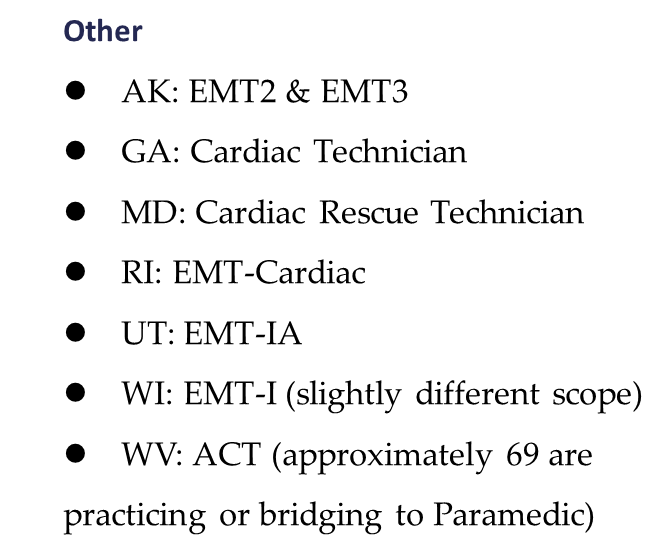 Other
● AK: EMT2 & EMT3
● GA: Cardiac Technician
● MD: Cardiac Rescue Technician
● RI: EMT-Cardiac
● UT: EMT-IA
● WI: EMT-I (slightly different scope)
● WV: ACT (approximately 69 are
practicing or bridging to Paramedic)